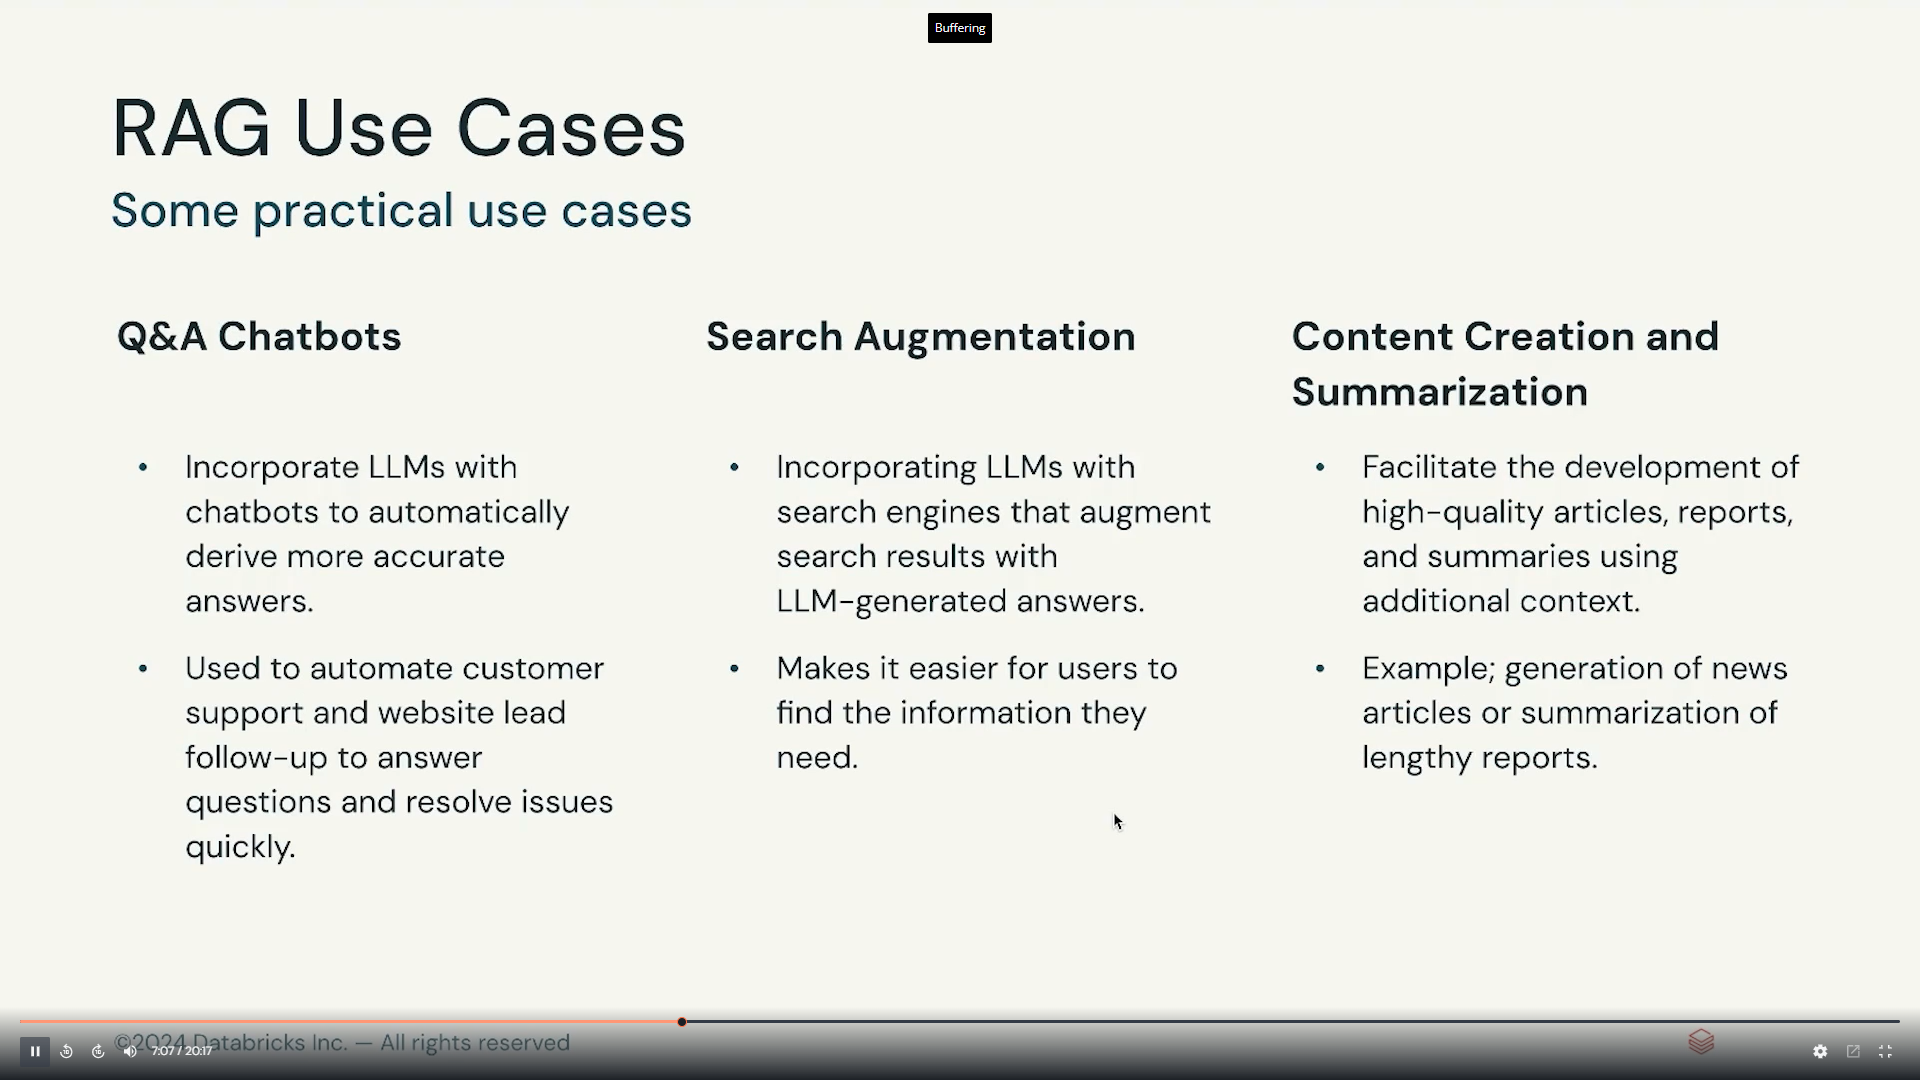 Buffering
RAG Use Cases
Some practical use cases
Q&A Chatbots
• Incorporate LLMs with
chatbots to automatically
derive more accurate
answers.
• Used to automate customer
support and website lead
follow-up to answer
questions and resolve issues
quickly.
Search Augmentation
• Incorporating LLMs with
search engines that augment
search results with
LLM-generated answers.
• Makes it easier for users to
find the information they
need.
Content Creation and
Summarization
• Facilitate the development of
high-quality articles, reports,
and summaries using
additional context.
• Example; generation of news
articles or summarization of
lengthy reports.
©2024 Databricks Inc. — All rights reserved
7:07 / 20:17